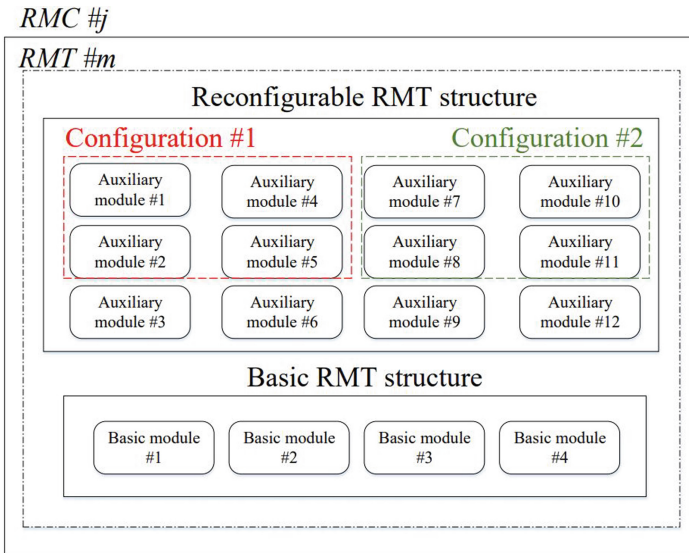 RMC #j
RMT #m
Reconfigurable RMT structure
Configuration #1
Configuration #2
Auxiliary
module #1
Auxiliary
module #4
Auxiliary
module #7
Auxiliary
module #10
Auxiliary
module #2
Auxiliary
module #5
Auxiliary
module #8
Auxiliary
module #11
Auxiliary
module #3
Auxiliary
module #6
Auxiliary
module #9
Auxiliary
module #12
Basic RMT structure
Basic module
#1
Basic module
#2
Basic module
#3
Basic module
#4